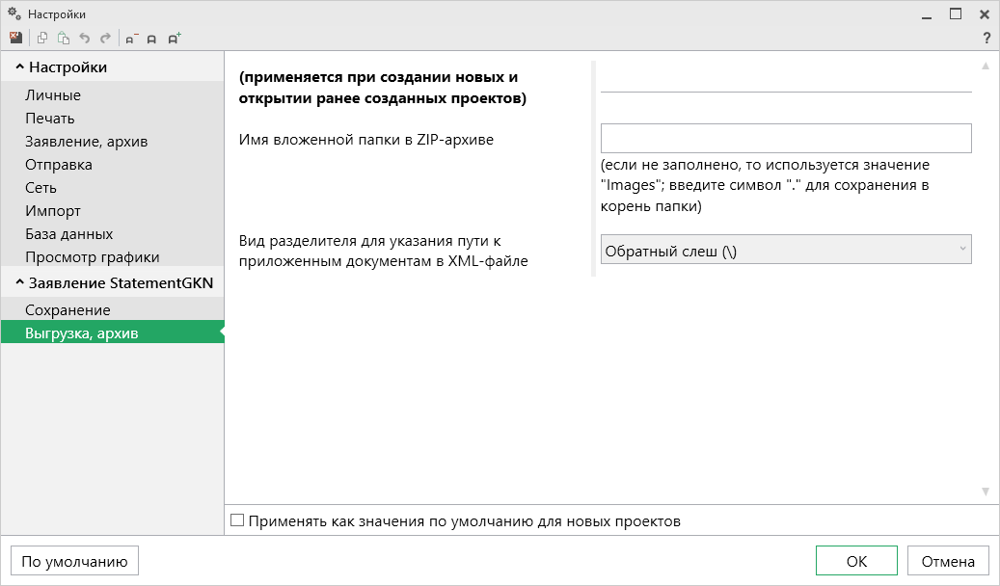 Настройки
?
Настройки
Личные
Печать
Заявление, архив
Отправка
Сеть
Импорт
База данных
Просмотр графики
Заявление StatementGKN
Сохранение
Выгрузка, архив
(применяется при создании новых и
открытии ранее созданных проектов)
Имя вложенной папки в ZIP-архиве
(если не заполнено, то используется значение
"Images"; введите символ "." для сохранения в
корень папки)
Вид разделителя для указания пути к
приложенным документам в XML-файле
Обратный слеш (\)
Применять как значения по умолчанию для новых проектов
По умолчанию
ОК
Отмена